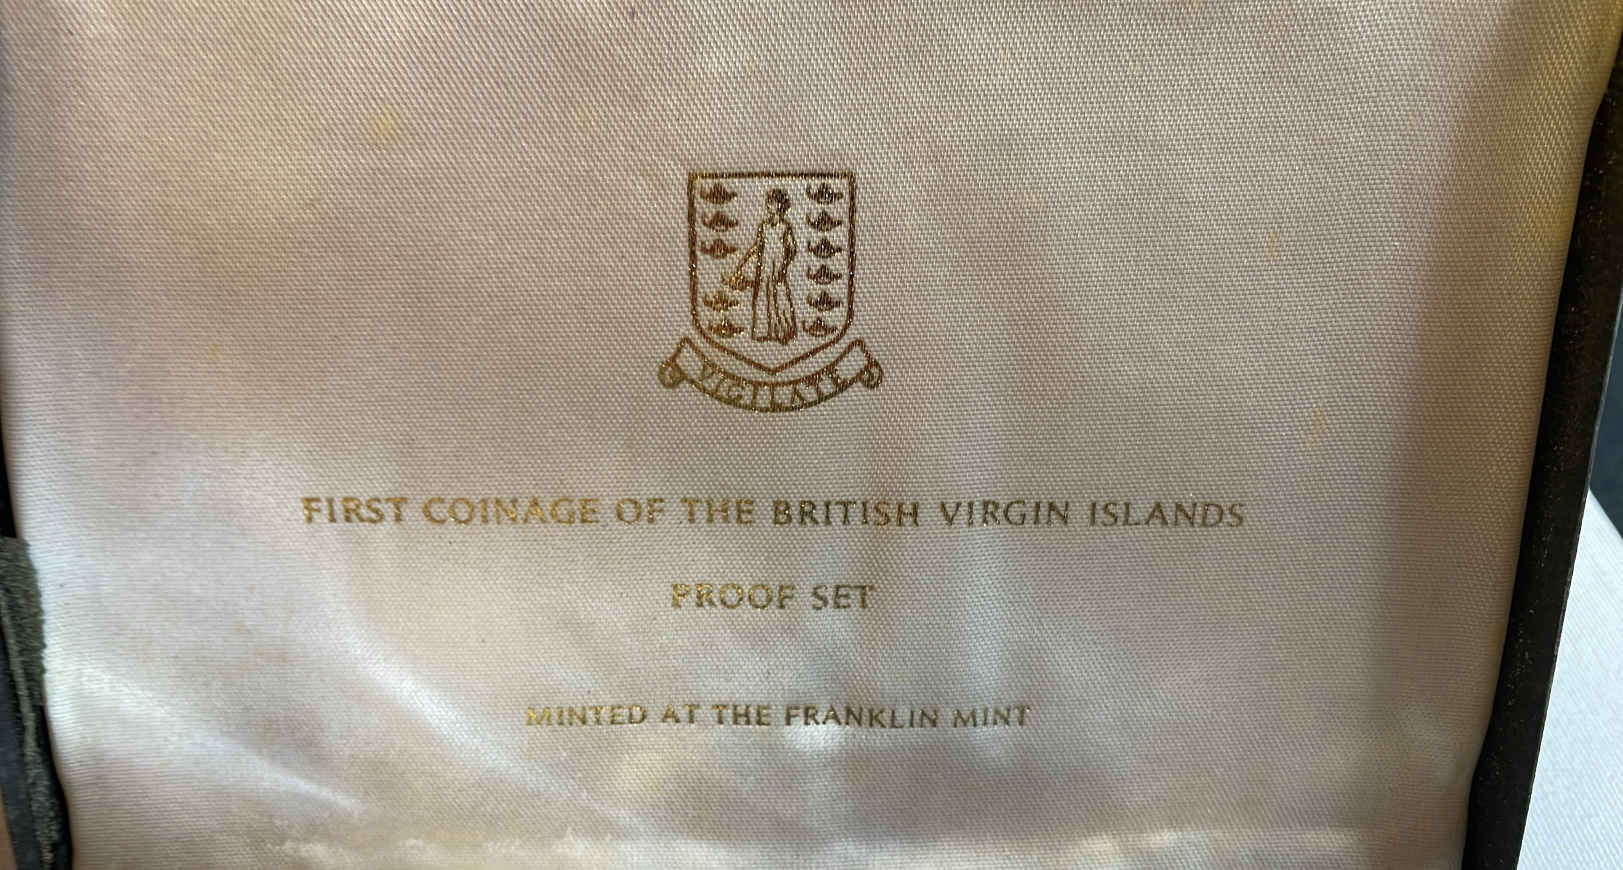 VIGILATE
FIRST COINAGE OF THE BRITISH VIRGIN ISLANDS
PROOF SET
MINTED AT THE FRANKLIN MINT